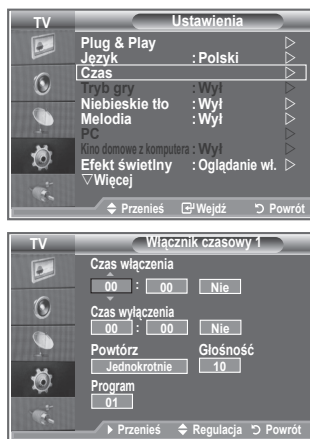 TV Ustawienia
Plug & Play
Język : Polski
Czas
Tryb gry : Wył
Niebieskie tło : Wył
Melodia : Wył
PC
Kino domowe z komputera : Wył
Efekt świetlny : Oglądanie wł.
▽Więcej
Przenieś Wejdź Powrót
TV Włącznik czasowy 1
Czas włączenia
00 : 00 Nie
Czas wyłączenia
00 : 00 Nie
Powtórz Głośność
Jednokrotnie 10
Program
01
Przenieś Regulacja Powrót